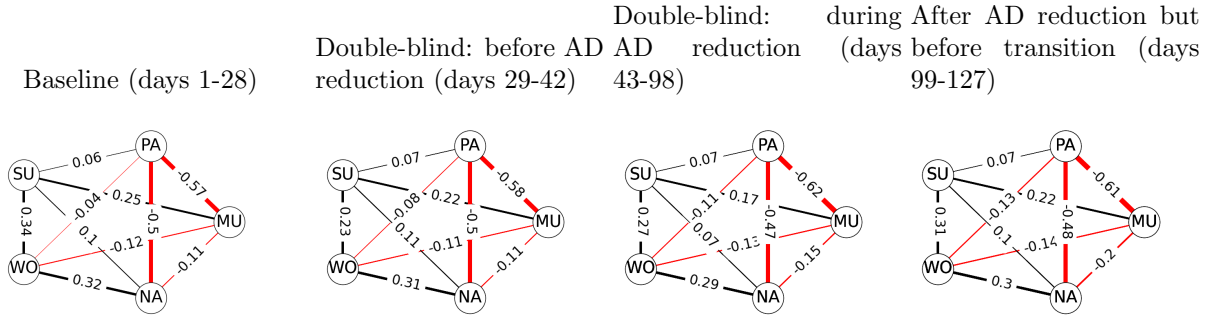 Baseline (days 1-28)
Double-blind: before AD
reduction (days 29-42)
Double-blind: during
AD reduction (days
43-98)
After AD reduction but
before transition (days
99-127)
PA
0.06
SU
-0.57
-0.04
0.25
MU
0.34
-0.5
0.1
-0.12
-0.11
WO
0.32
NA
PA
0.07
SU
-0.58
-0.08
0.22
MU
0.23
-0.5
0.11
-0.11
-0.11
WO
0.31
NA
PA
0.07
SU
-0.62
-0.11
0.17
MU
0.27
-0.47
0.07
-0.15
WO
0.29
NA
PA
0.07
SU
-0.61
-0.13
0.22
MU
0.31
-0.48
0.1
-0.14
-0.2
WO
0.3
NA